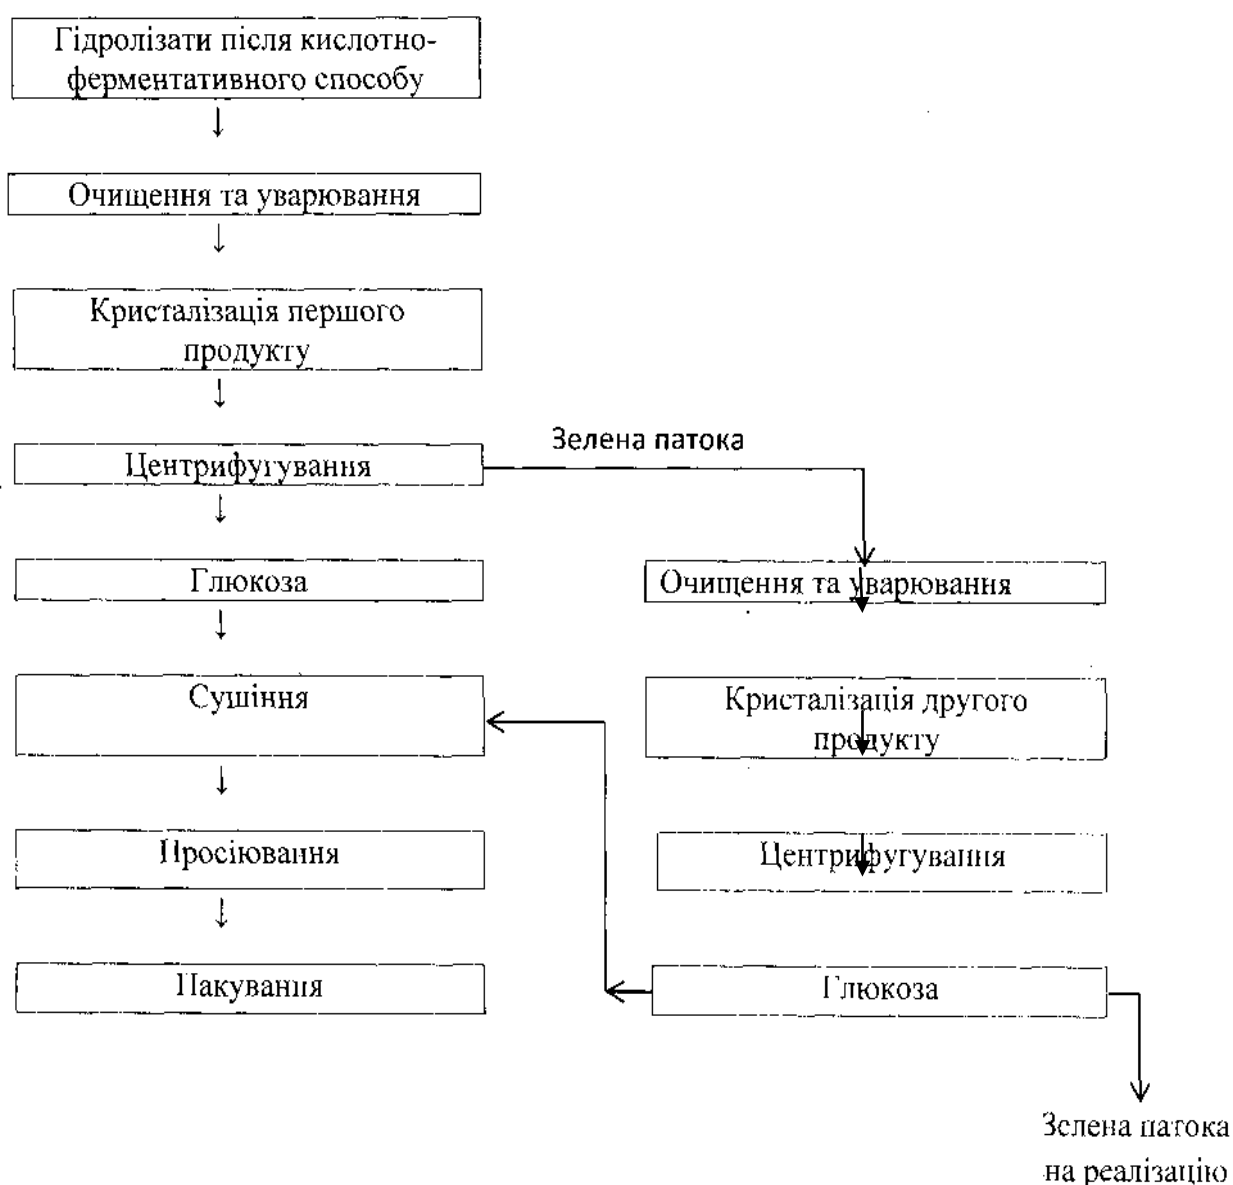 Гідролізати після кислотно-
ферментативного способу
Очищення та уварювання
Кристалізація першого
продукту
Центрифугування
Зелена патока
Глюкоза
Очищення та уварювання
Сушіння
Кристалізація другого
продукту
Просіювання
Центрифугування
Пакування
Глюкоза
Зелена патока
на реалізацію